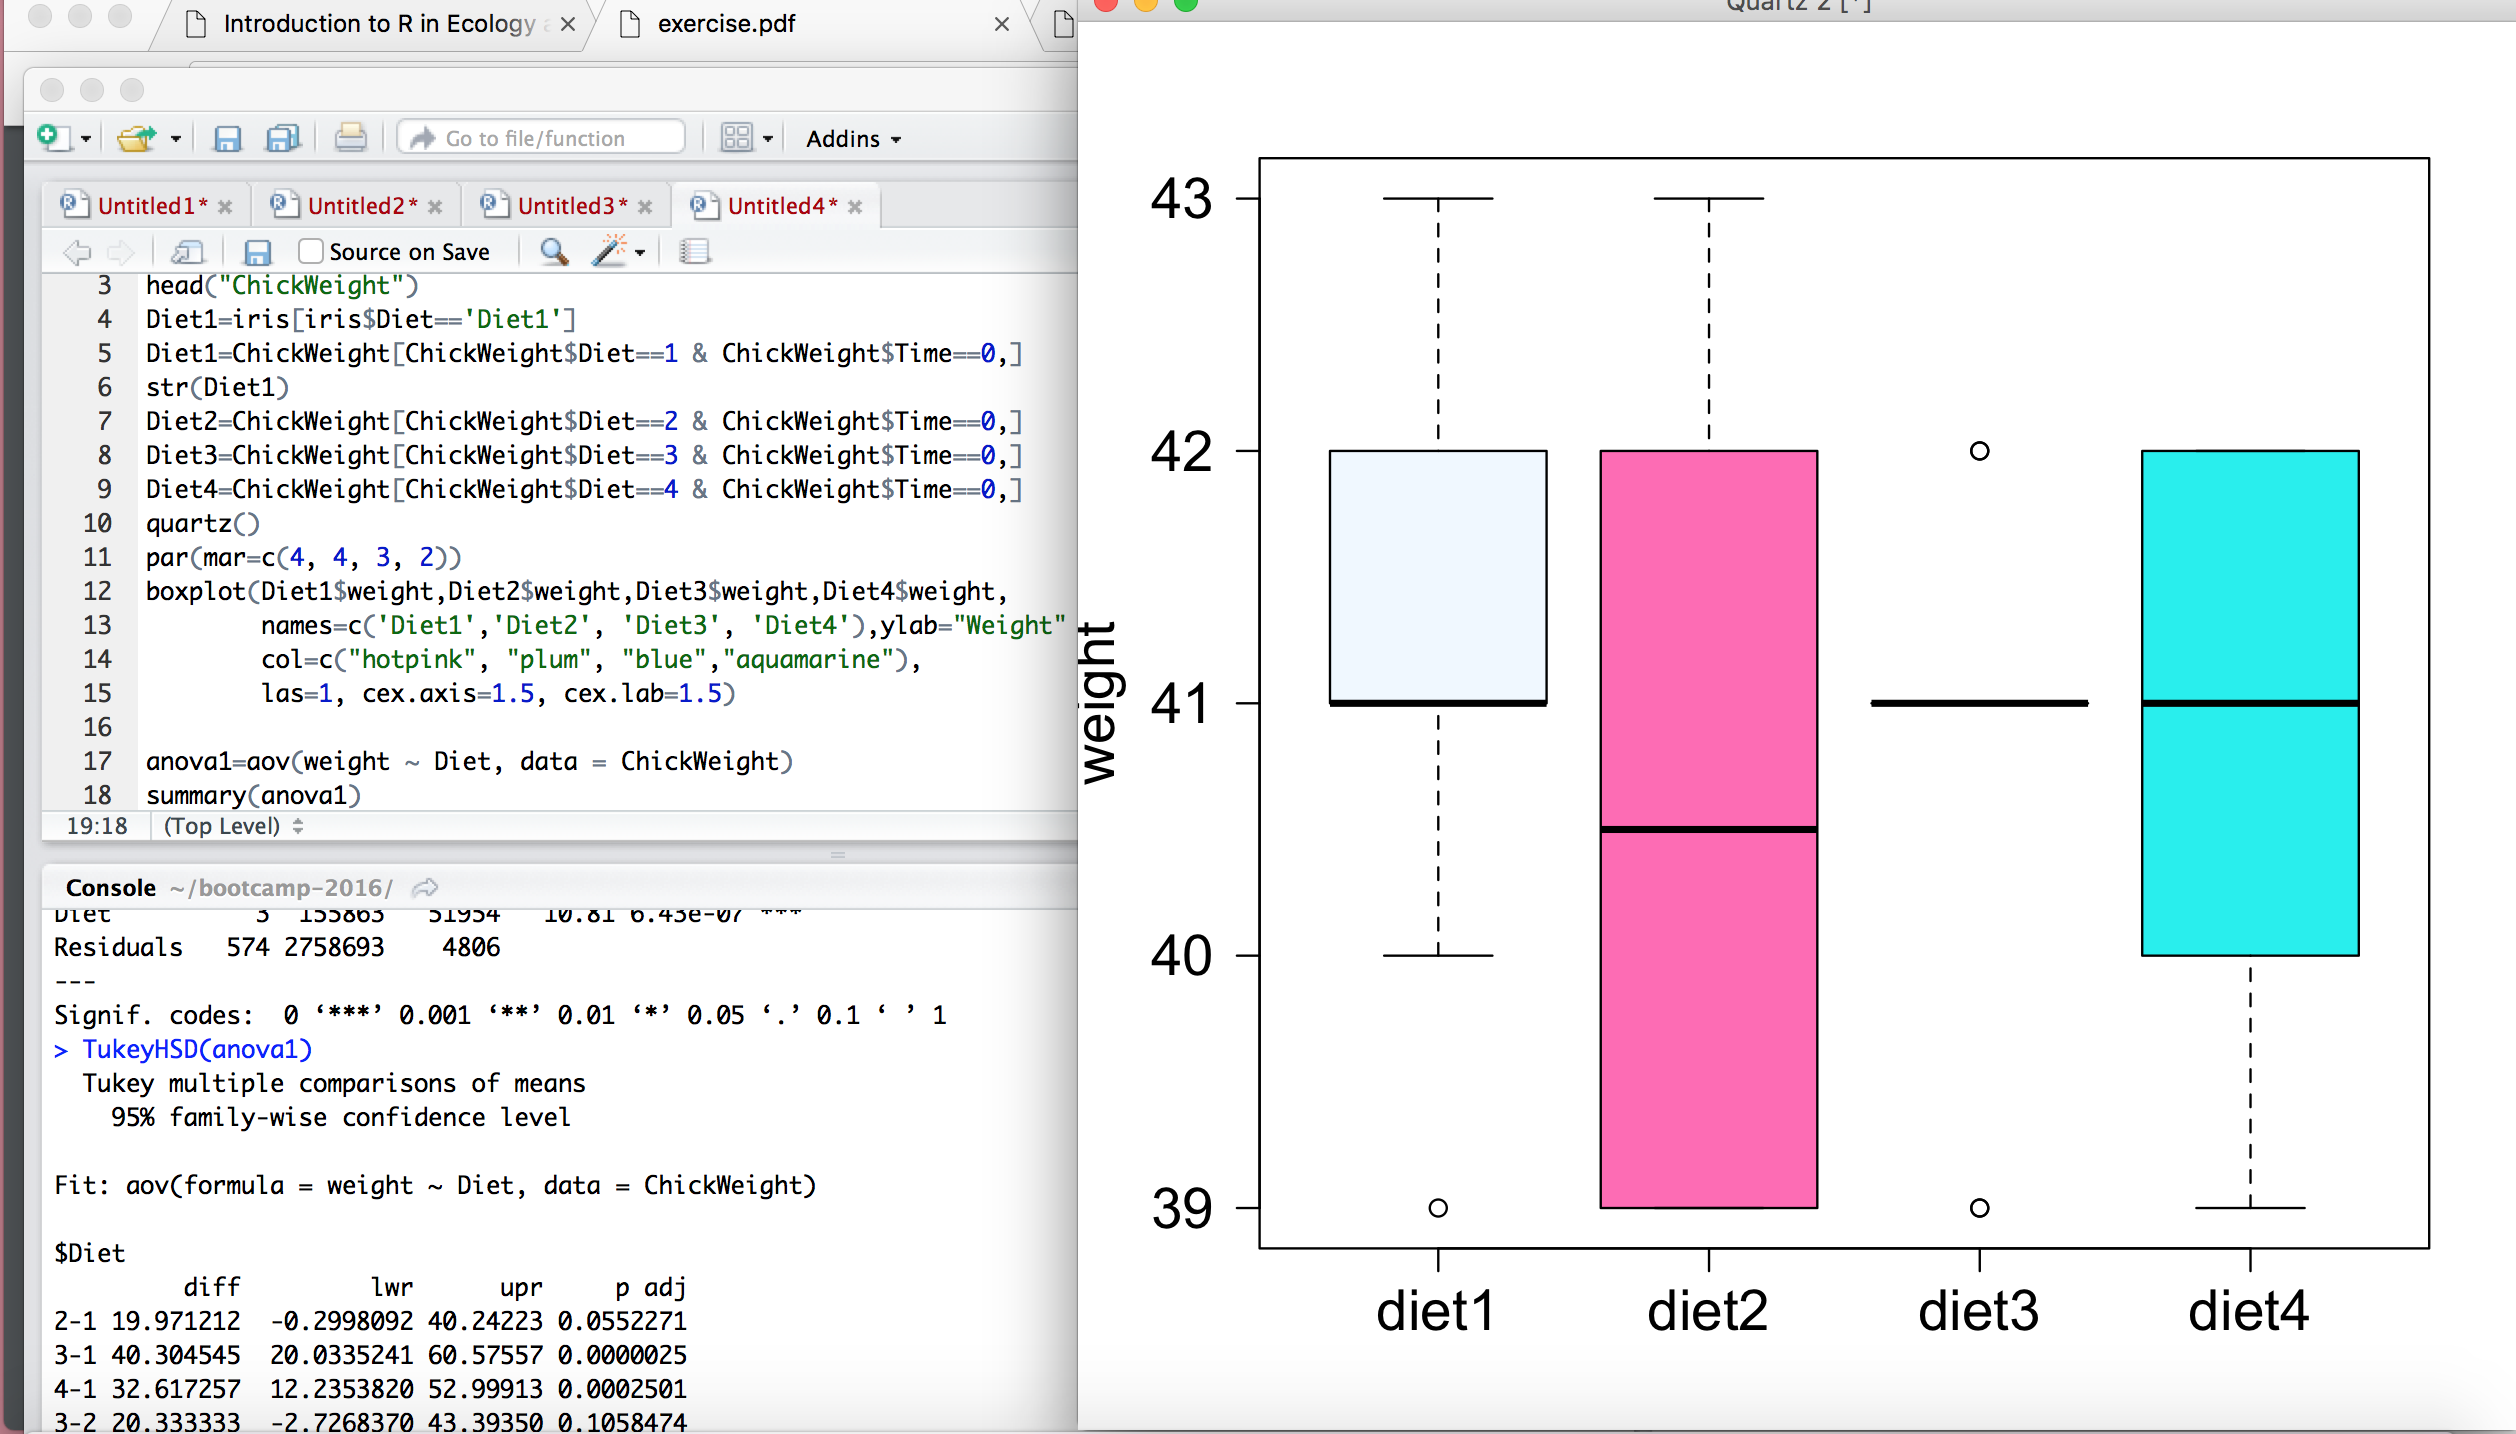 Introduction to R in Ecology
exercise.pdf
Quartz 2 [*]
Go to file/function
Addins
Untitled1*
Untitled2*
Untitled3*
Untitled4*
Source on Save
3 head("ChickWeight")
4 Diet1=iris[iris$Diet=='Diet1']
5 Diet1=ChickWeight[ChickWeight$Diet==1 & ChickWeight$Time==0,]
6 str(Diet1)
7 Diet2=ChickWeight[ChickWeight$Diet==2 & ChickWeight$Time==0,]
8 Diet3=ChickWeight[ChickWeight$Diet==3 & ChickWeight$Time==0,]
9 Diet4=ChickWeight[ChickWeight$Diet==4 & ChickWeight$Time==0,]
10 quartz()
11 par(mar=c(4, 4, 3, 2))
12 boxplot(Diet1$weight,Diet2$weight,Diet3$weight,Diet4$weight,
13 names=c('Diet1','Diet2', 'Diet3', 'Diet4'),ylab="Weight"
14 col=c("hotpink", "plum", "blue","aquamarine"),
15 las=1, cex.axis=1.5, cex.lab=1.5)
16
17 anova1=aov(weight ~ Diet, data = ChickWeight)
18 summary(anova1)
19:18 (Top Level)
Console ~/bootcamp-2016/
Diet 3 155863 51954 10.81 6.43e-07 ***
Residuals 574 2758693 4806
---
Signif. codes: 0 ‘***’ 0.001 ‘**’ 0.01 ‘*’ 0.05 ‘.’ 0.1 ‘ ’ 1
> TukeyHSD(anova1)
Tukey multiple comparisons of means
95% family-wise confidence level
Fit: aov(formula = weight ~ Diet, data = ChickWeight)
$Diet
diff lwr upr p adj
2-1 19.971212 -0.2998092 40.24223 0.0552271
3-1 40.304545 20.0335241 60.57557 0.0000025
4-1 32.617257 12.2353820 52.99913 0.0002501
3-2 20.333333 -2.7268370 43.39350 0.1058474
weight
43
42
41
40
39
diet1
diet2
diet3
diet4